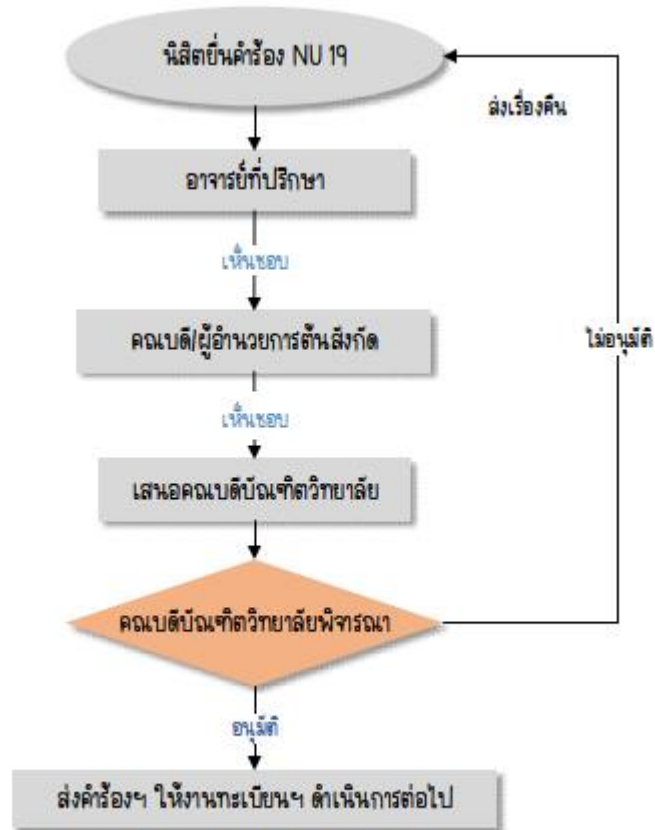 นิสิตยื่นคำร้อง NU 19
ส่งเรื่องคืน
อาจารย์ที่ปรึกษา
เห็นชอบ
คณบดี/ผู้อำนวยการต้นสังกัด
ไม่อนุมัติ
เห็นชอบ
เสนอคณบดีบัณฑิตวิทยาลัย
คณบดีบัณฑิตวิทยาลัยพิจารณา
อนุมัติ
ส่งคำร้องฯ ให้งานทะเบียนฯ ดำเนินการต่อไป